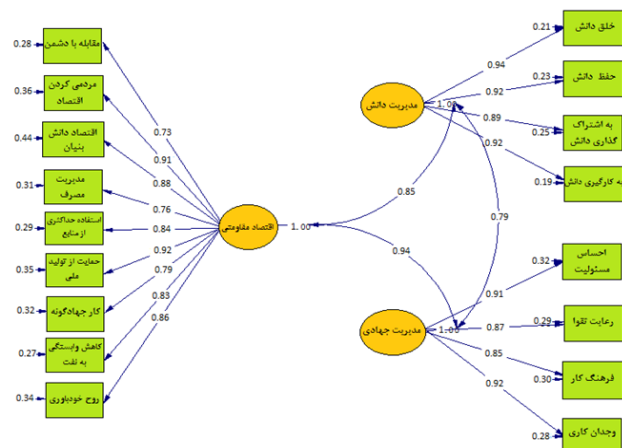 0.28
مقابله با دشمن
0.36
مردمی کردن
اقتصاد
0.44
اقتصاد دانش
بنیان
0.31
مدیریت
مصرف
0.29
استفاده حداکثری
از منابع
0.35
حمایت از تولید
ملی
0.32
کار جهادگونه
0.27
کاهش وابستگی
به نفت
0.34
روح خودباوری
0.73
0.91
0.88
0.76
0.84
0.92
0.79
0.83
0.86
اقتصاد مقاومتی
1.00
0.85
0.94
0.79
مدیریت دانش
1.00
0.94
0.92
0.89
0.92
0.21
خلق دانش
0.23
حفظ دانش
0.25
به اشتراک
گذاری دانش
0.19
به کارگیری دانش
مدیریت جهادی
1.00
0.91
0.87
0.85
0.92
0.32
احساس
مسئولیت
0.29
رعایت تقوا
0.30
فرهنگ کار
0.28
وجدان کاری